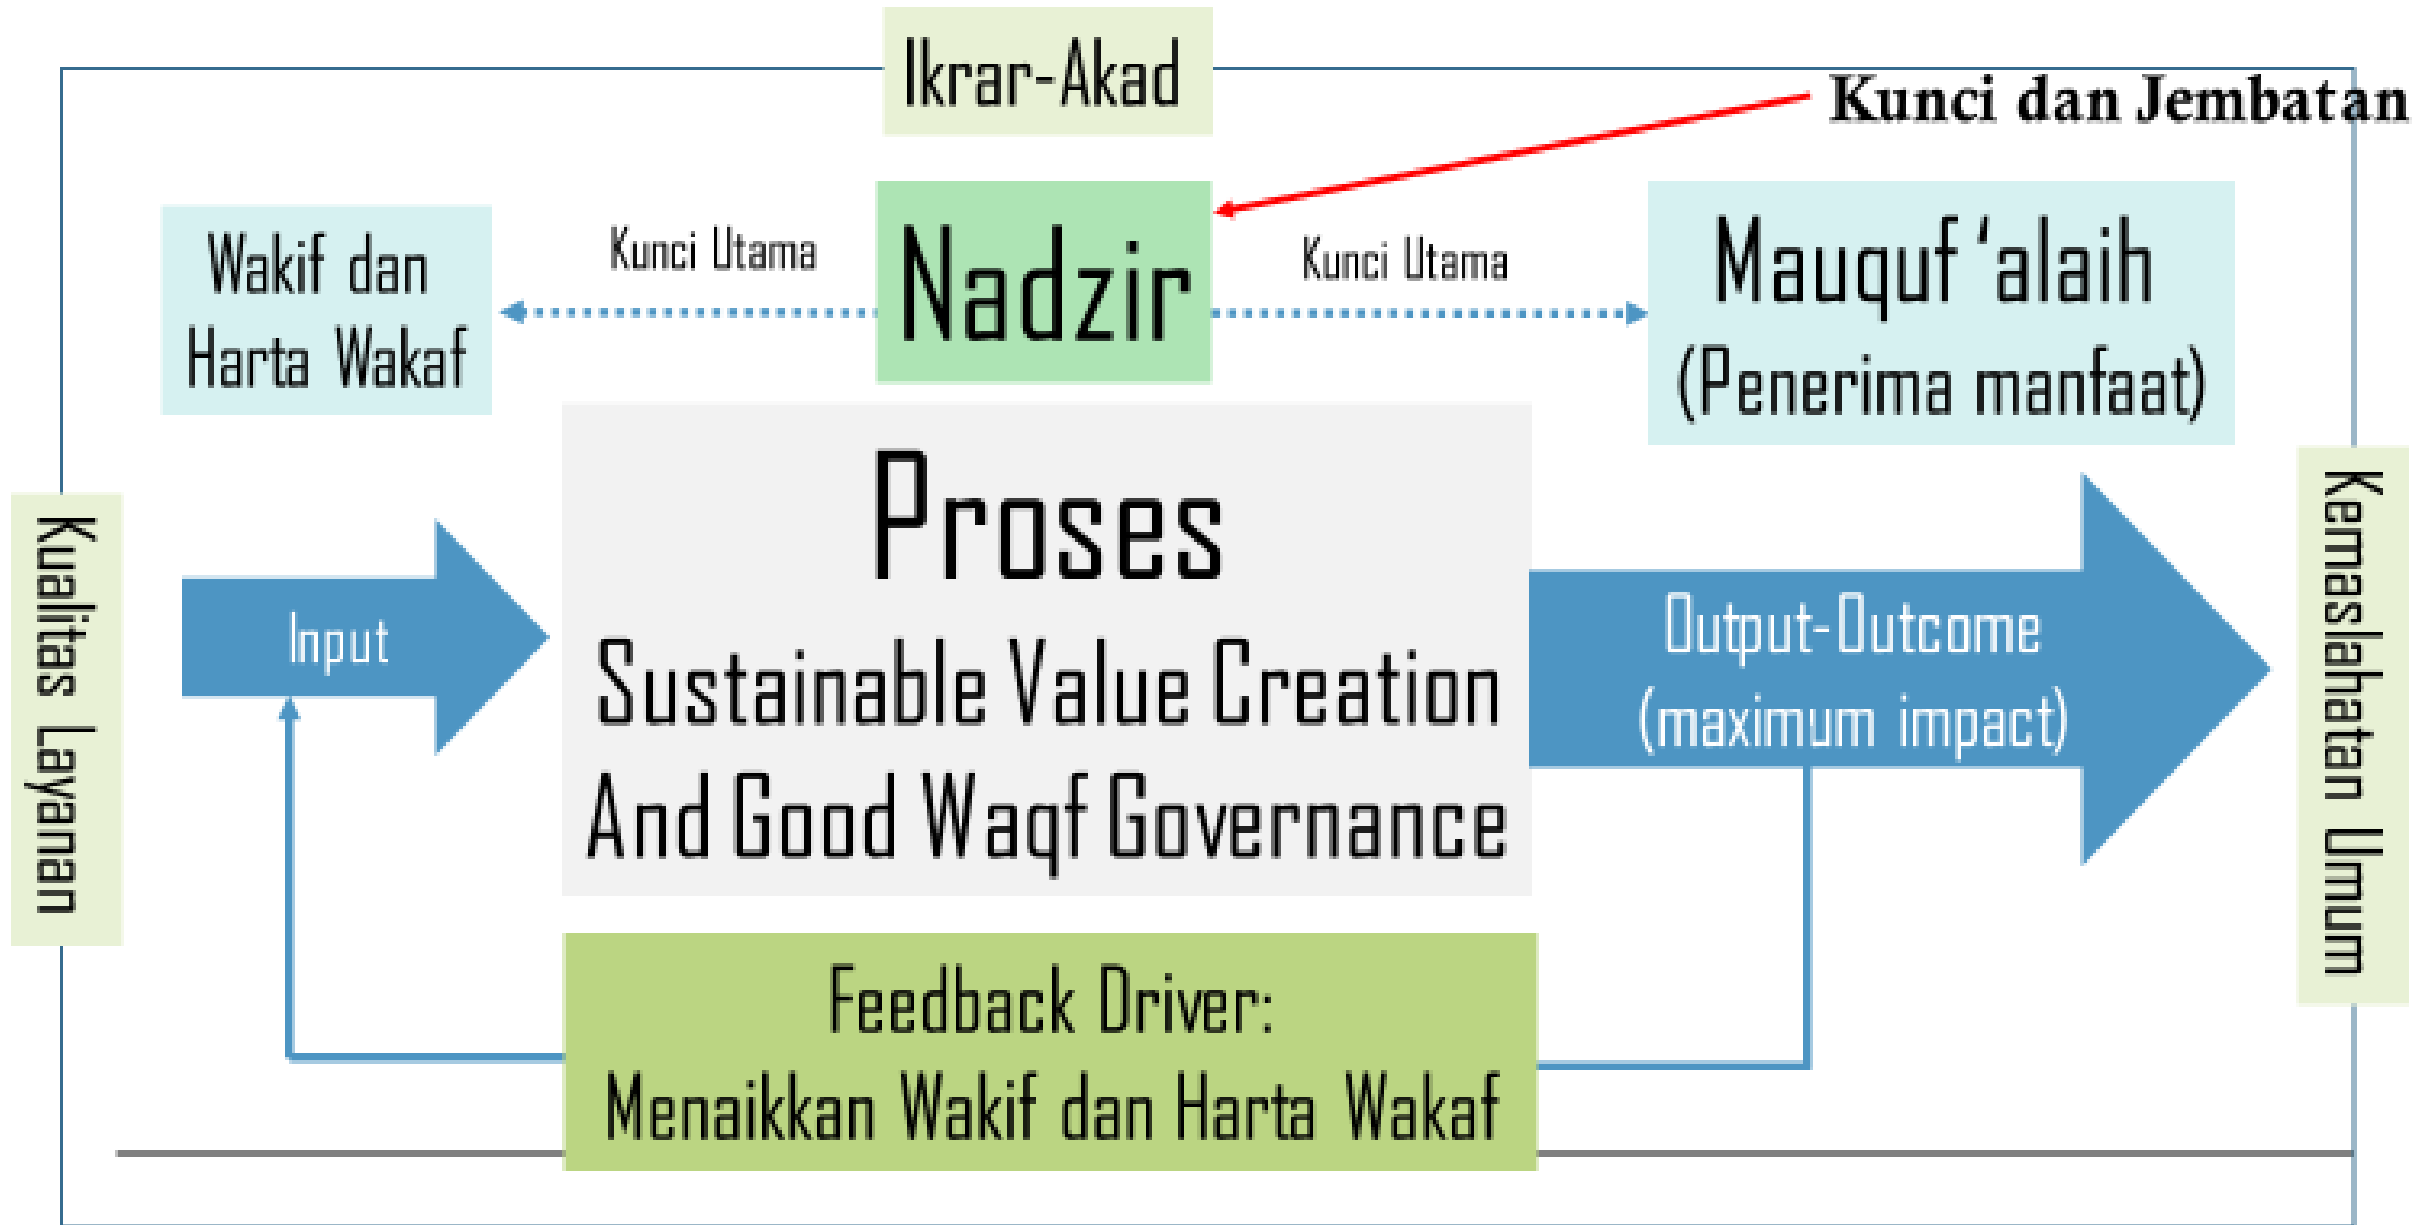 Ikrar-Akad
Kunci dan Jembatan
Wakif dan
Harta Wakaf
Kunci Utama
Nadzir
Kunci Utama
Mauquf ‘alaih
(Penerima manfaat)
Kualitas Layanan
Input
Proses
Sustainable Value Creation
And Good Waqf Governance
Output-Outcome
(maximum impact)
Kemaslahatan Umum
Feedback Driver:
Menaikkan Wakif dan Harta Wakaf